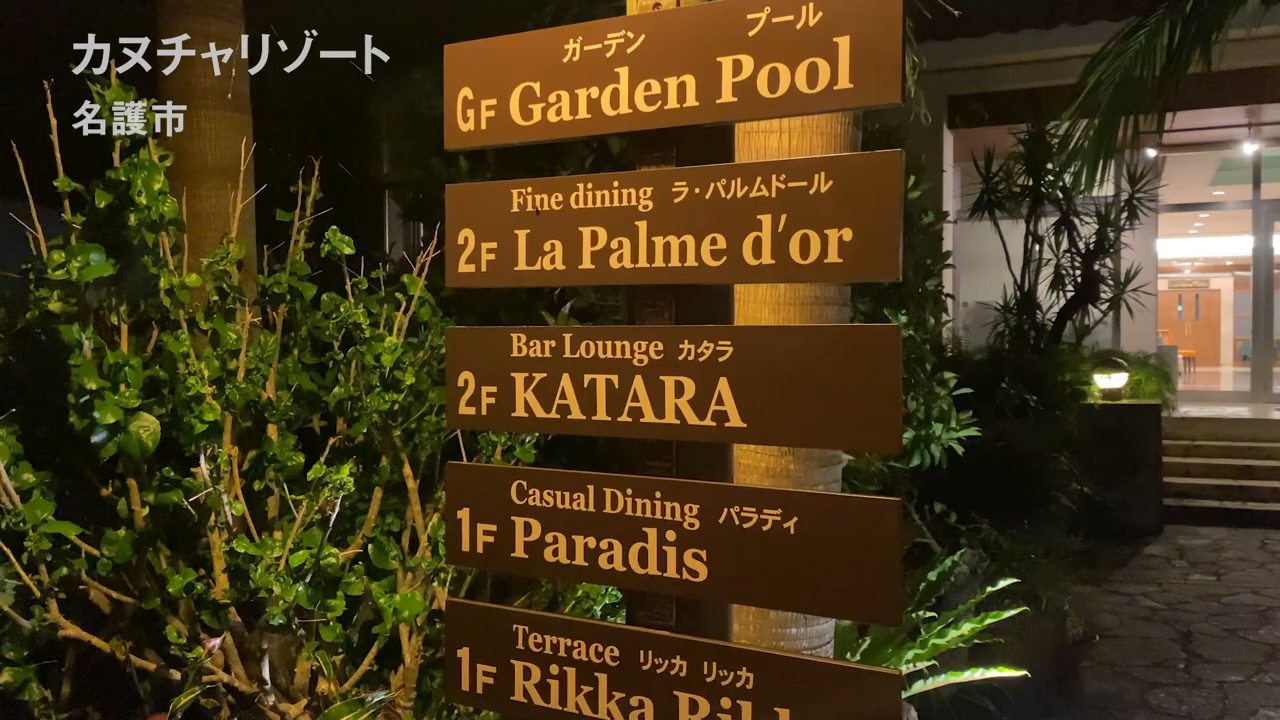 カヌチャリゾート
名護市
ガーデン プール
GF Garden Pool
Fine dining ラ・パルムドール
2F La Palme d'or
Bar Lounge カタラ
2F KATARA
Casual Dining パラディ
1F Paradis
Terrace リッカ リッカ
1F Rikka